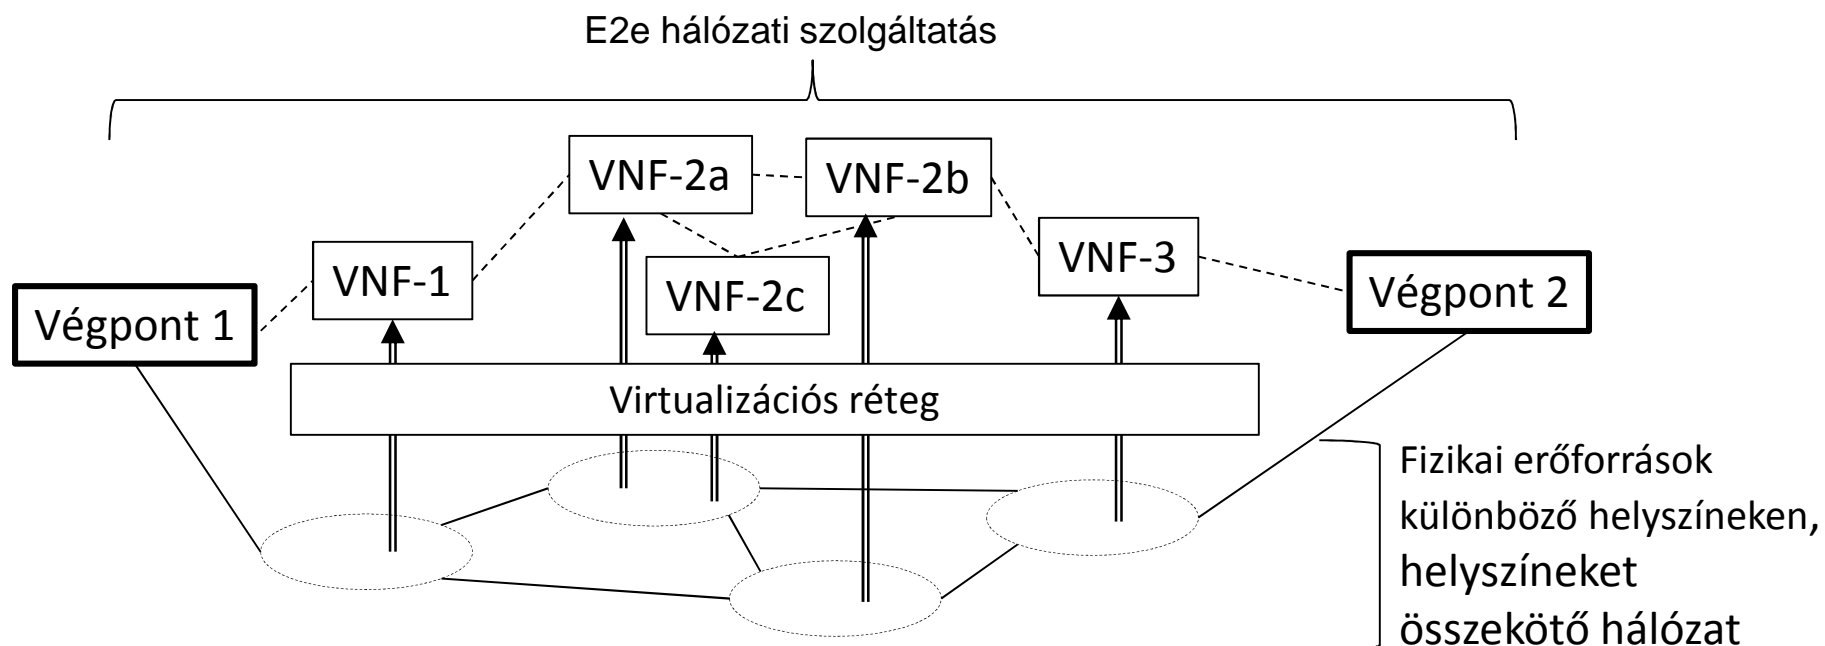 E2e hálózati szolgáltatás
VNF-2a
VNF-2b
VNF-1
VNF-2c
VNF-3
Végpont 1
Végpont 2
Virtualizációs réteg
Fizikai erőforrások
különböző helyszíneken,
helyszíneket
összekötő hálózat